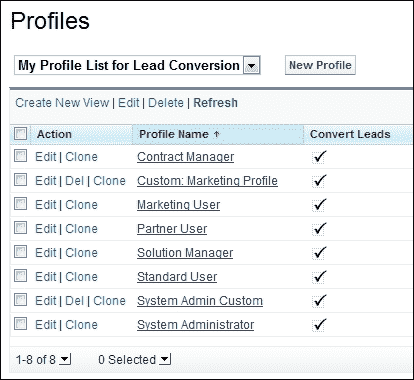 Profiles
My Profile List for Lead Conversion New Profile
Create New View | Edit | Delete | Refresh
Action Profile Name ↑ Convert Leads
Edit | Clone Contract Manager ✓
Edit | Del | Clone Custom: Marketing Profile ✓
Edit | Clone Marketing User ✓
Edit | Clone Partner User ✓
Edit | Clone Solution Manager ✓
Edit | Clone Standard User ✓
Edit | Del | Clone System Admin Custom ✓
Edit | Clone System Administrator ✓
1-8 of 8 0 Selected